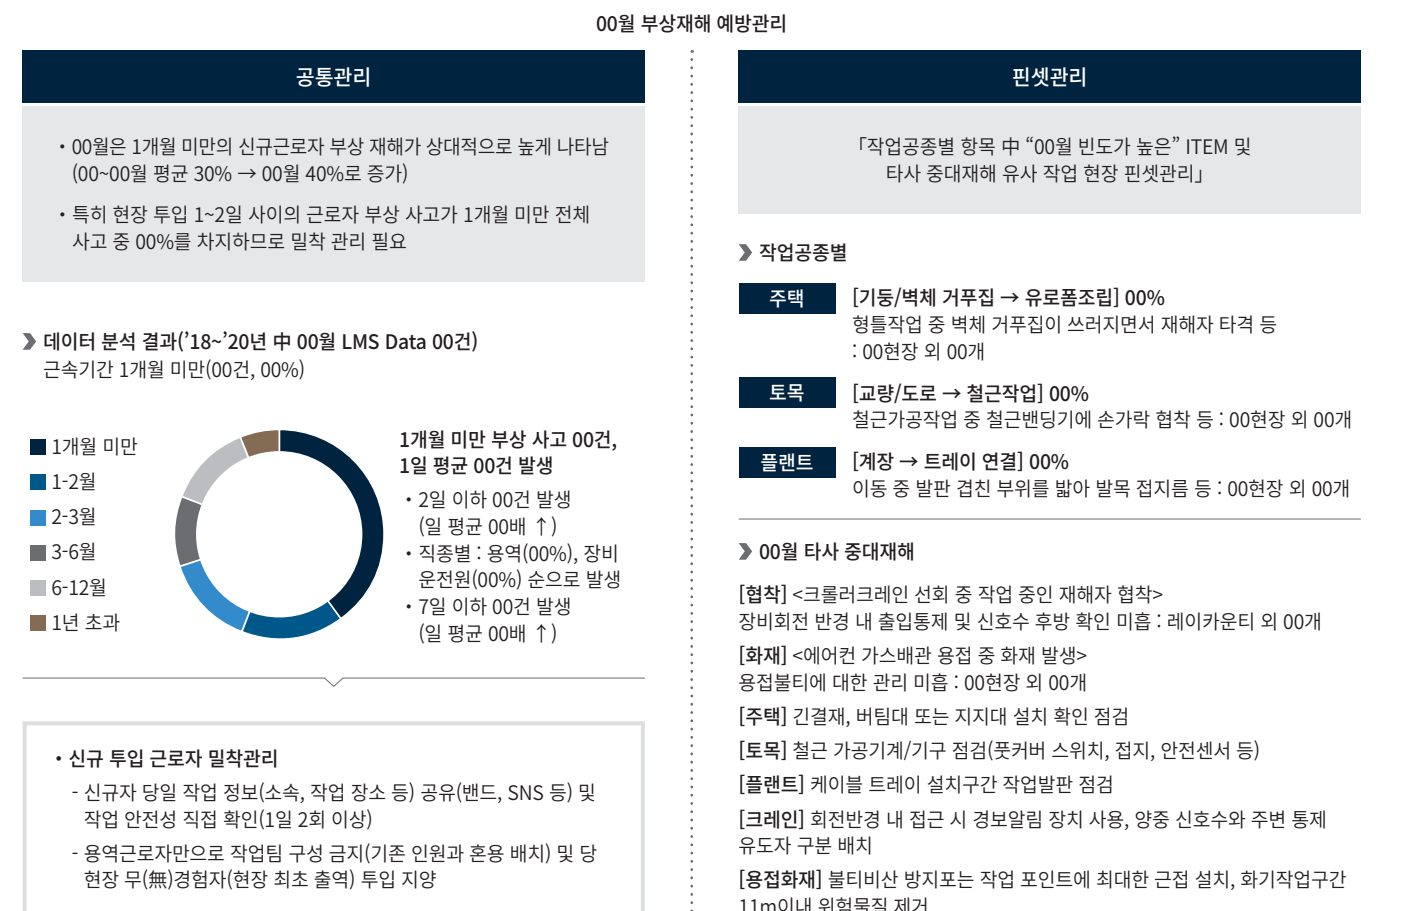 00월 부상재해 예방관리
공통관리
・00월은 1개월 미만의 신규근로자 부상 재해가 상대적으로 높게 나타남
(00~00월 평균 30% → 00월 40%로 증가)
・특히 현장 투입 1~2일 사이의 근로자 부상 사고가 1개월 미만 전체
사고 중 00%를 차지하므로 밀착 관리 필요
》데이터 분석 결과(’18~’20년 中 00월 LMS Data 00건)
근속기간 1개월 미만(00건, 00%)
1개월 미만
1-2월
2-3월
3-6월
6-12월
1년 초과
1개월 미만 부상 사고 00건,
1일 평균 00건 발생
・2일 이하 00건 발생
(일 평균 00배 ↑)
・직종별 : 용역(00%), 장비
운전원(00%) 순으로 발생
・7일 이하 00건 발생
(일 평균 00배 ↑)
・신규 투입 근로자 밀착관리
- 신규자 당일 작업 정보(소속, 작업 장소 등) 공유(밴드, SNS 등) 및
작업 안전성 직접 확인(1일 2회 이상)
- 용역근로자만으로 작업팀 구성 금지(기존 인원과 혼용 배치) 및 당
현장 무(無)경험자(현장 최초 출역) 투입 지양
핀셋관리
「작업공종별 항목 中 “00월 빈도가 높은” ITEM 및
타사 중대재해 유사 작업 현장 핀셋관리」
》작업공종별
주택
[기둥/벽체 거푸집 → 유로폼조립] 00%
형틀작업 중 벽체 거푸집이 쓰러지면서 재해자 타격 등
: 00현장 외 00개
토목
[교량/도로 → 철근작업] 00%
철근가공작업 중 철근밴딩기에 손가락 협착 등 : 00현장 외 00개
플랜트
[계장 → 트레이 연결] 00%
이동 중 발판 겹친 부위를 밟아 발목 접지름 등 : 00현장 외 00개
》00월 타사 중대재해
[협착] <크롤러크레인 선회 중 작업 중인 재해자 협착>
장비회전 반경 내 출입통제 및 신호수 후방 확인 미흡 : 레이카운티 외 00개
[화재] <에어컨 가스배관 용접 중 화재 발생>
용접불티에 대한 관리 미흡 : 00현장 외 00개
[주택] 긴결재, 버팀대 또는 지지대 설치 확인 점검
[토목] 철근 가공기계/기구 점검(풋커버 스위치, 접지, 안전센서 등)
[플랜트] 케이블 트레이 설치구간 작업발판 점검
[크레인] 회전반경 내 접근 시 경보알림 장치 사용, 양중 신호수와 주변 통제
유도자 구분 배치
[용접화재] 불티비산 방지포는 작업 포인트에 최대한 근접 설치, 화기작업구간
11m이내 위험물질 제거